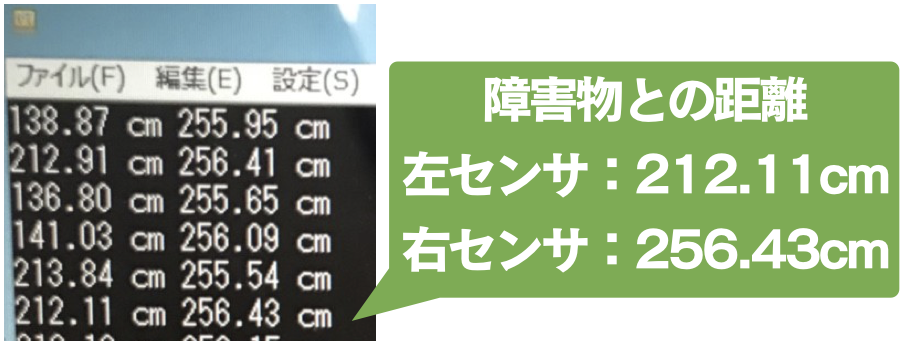 ファイル(F) 編集(E) 設定(S)
138.87 cm 255.95 cm
212.91 cm 256.41 cm
136.80 cm 255.65 cm
141.03 cm 256.09 cm
213.84 cm 255.54 cm
212.11 cm 256.43 cm
障害物との距離
左センサ：212.11cm
右センサ：256.43cm